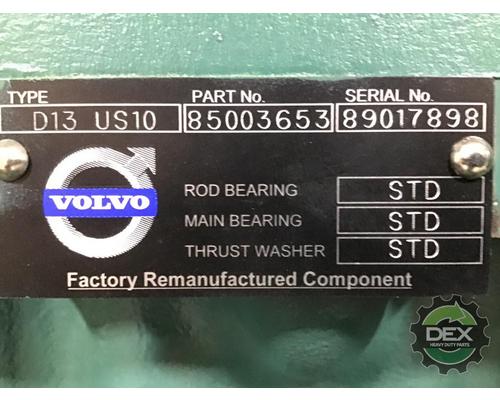 TYPE PART No. SERIAL No.
D13 US10 85003653 89017898
VOLVO
ROD BEARING STD
MAIN BEARING STD
THRUST WASHER STD
Factory Remanufactured Component
DEX
HEAVY DUTY PARTS